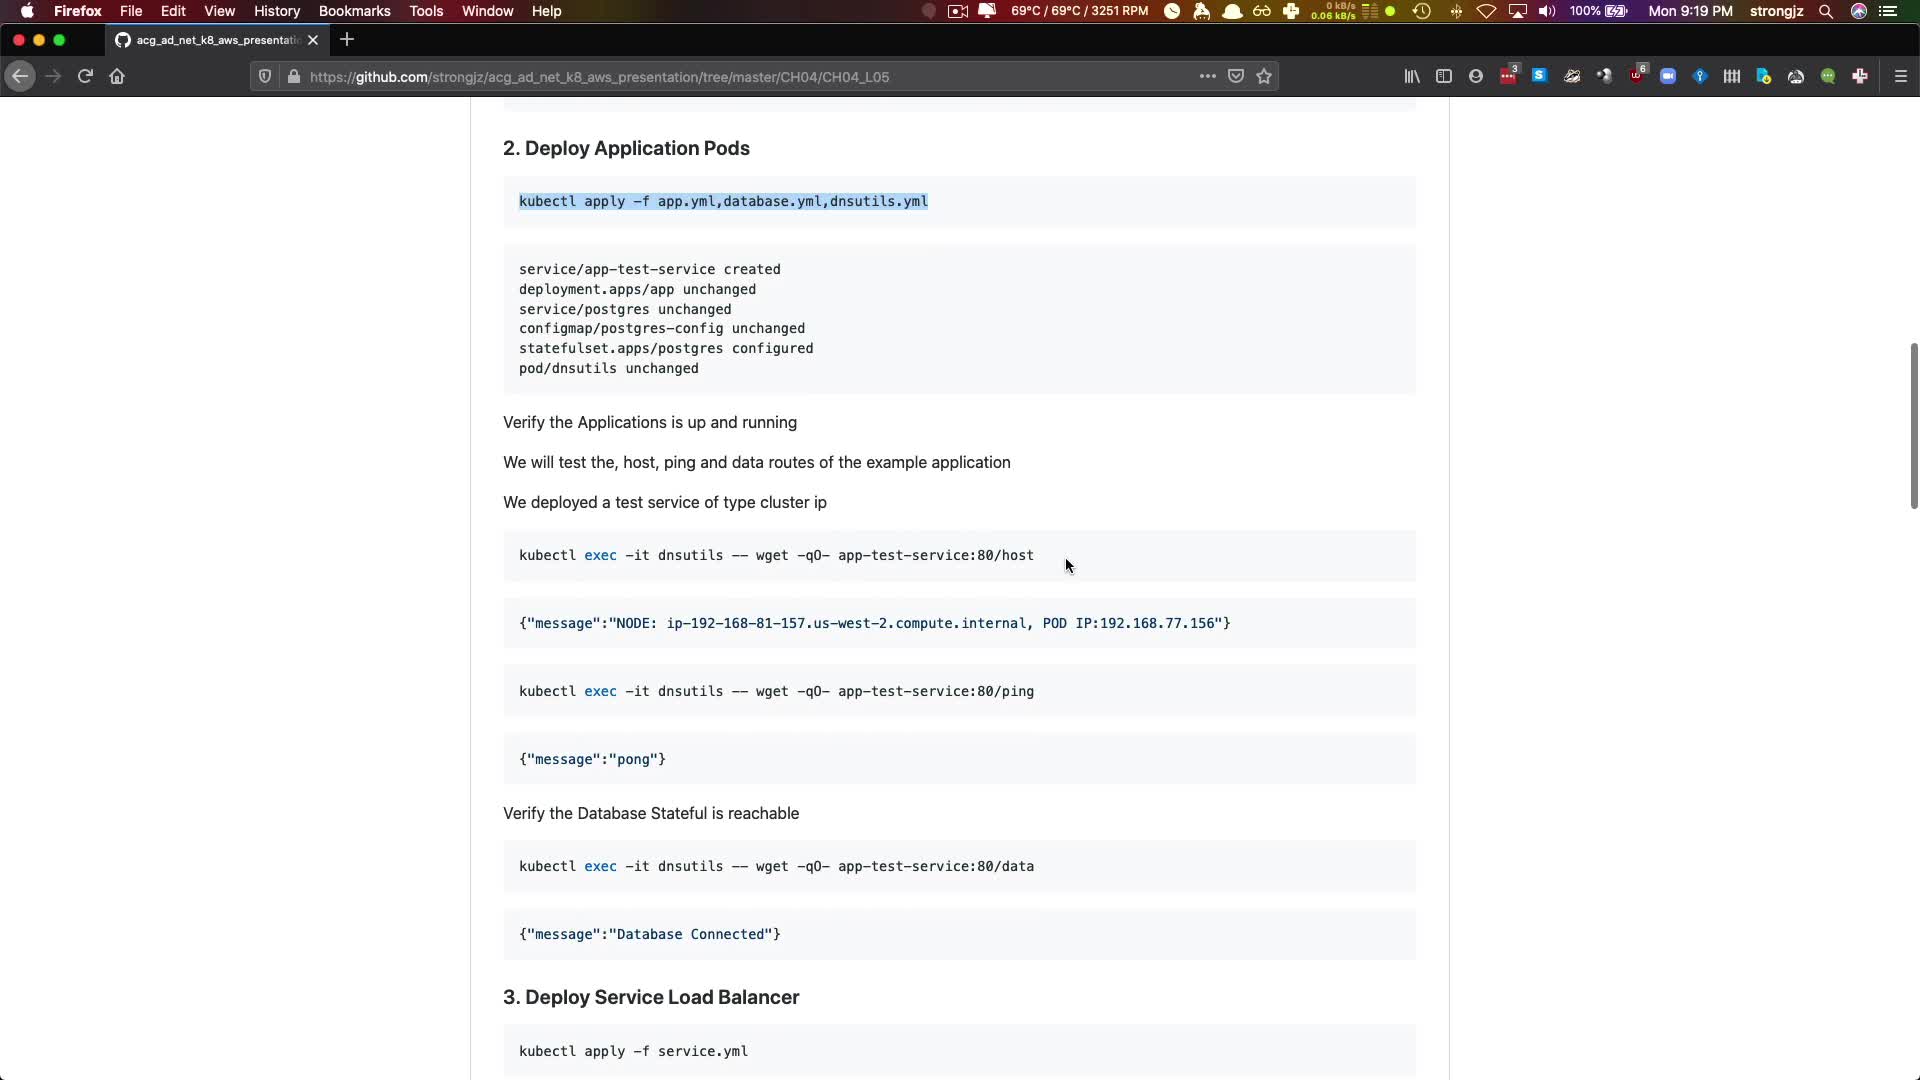 Firefox File Edit View History Bookmarks Tools Window Help 69°C / 69°C / 3251 RPM 0 kB/s 0.06 kB/s 100% Mon 9:19 PM strongjz
acg_ad_net_k8_aws_presentatio
https://github.com/strongjz/acg_ad_net_k8_aws_presentation/tree/master/CH04/CH04_L05 3 6
2. Deploy Application Pods
kubectl apply -f app.yml,database.yml,dnsutils.yml
service/app-test-service created
deployment.apps/app unchanged
service/postgres unchanged
configmap/postgres-config unchanged
statefulset.apps/postgres configured
pod/dnsutils unchanged
Verify the Applications is up and running
We will test the, host, ping and data routes of the example application
We deployed a test service of type cluster ip
kubectl exec -it dnsutils -- wget -qO- app-test-service:80/host
{"message":"NODE: ip-192-168-81-157.us-west-2.compute.internal, POD IP:192.168.77.156"}
kubectl exec -it dnsutils -- wget -qO- app-test-service:80/ping
{"message":"pong"}
Verify the Database Stateful is reachable
kubectl exec -it dnsutils -- wget -qO- app-test-service:80/data
{"message":"Database Connected"}
3. Deploy Service Load Balancer
kubectl apply -f service.yml